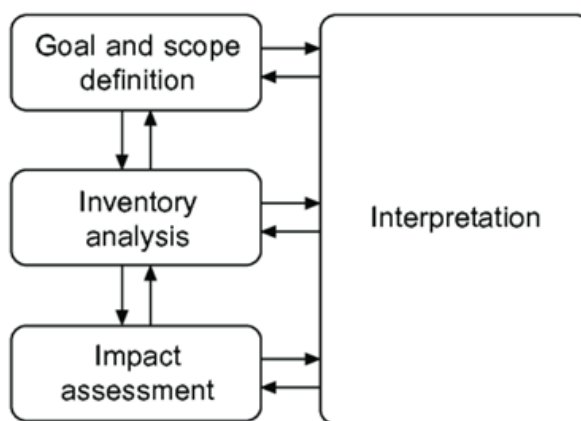 Goal and scope
definition
Inventory
analysis
Interpretation
Impact
assessment